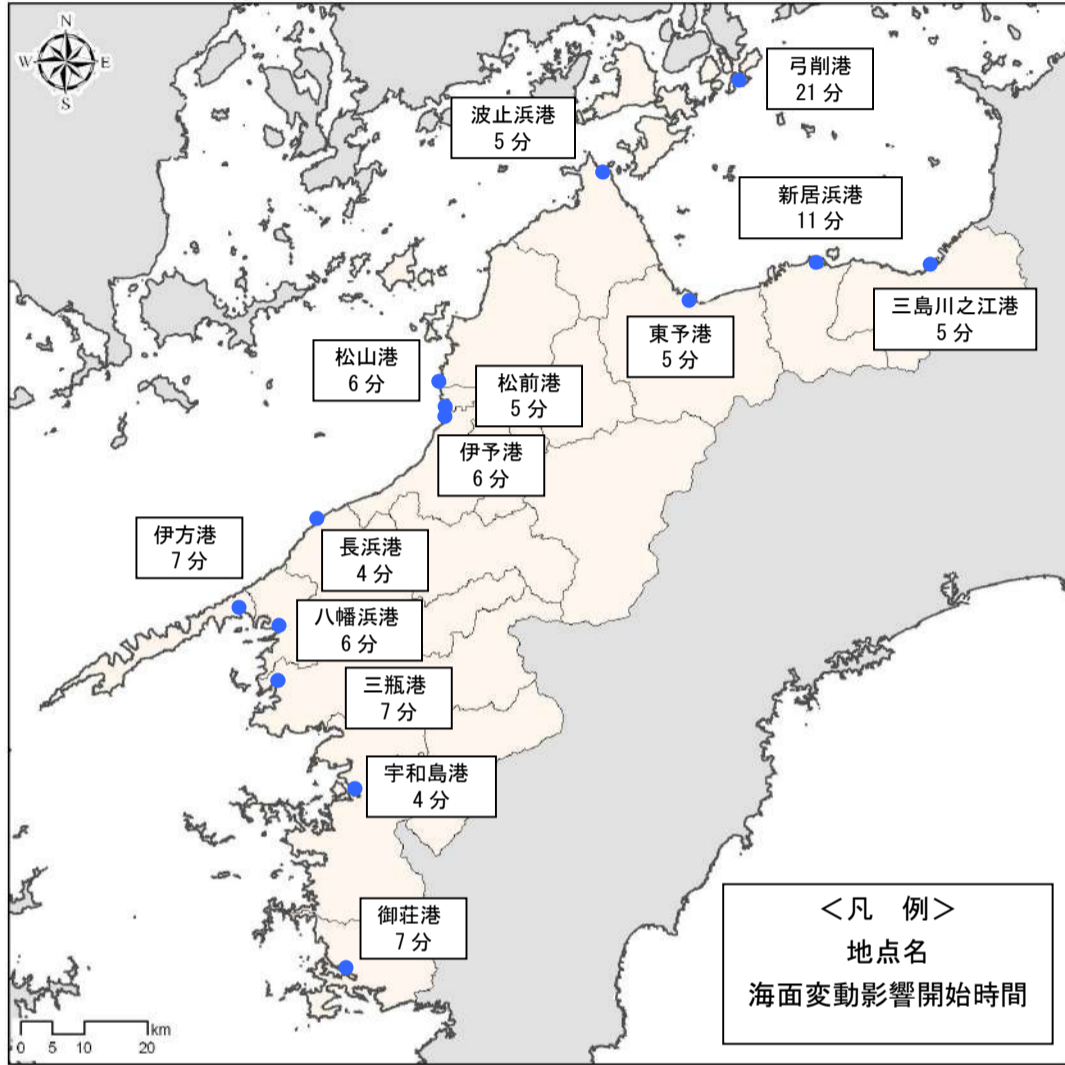 N
W
E
S
弓削港
21 分
波止浜港
5 分
新居浜港
11 分
三島川之江港
5 分
東予港
5 分
松山港
6 分
松前港
5 分
伊予港
6 分
伊方港
7 分
長浜港
4 分
八幡浜港
6 分
三瓶港
7 分
宇和島港
4 分
御荘港
7 分
＜凡　例＞
地点名
海面変動影響開始時間
km
0 5 10 20